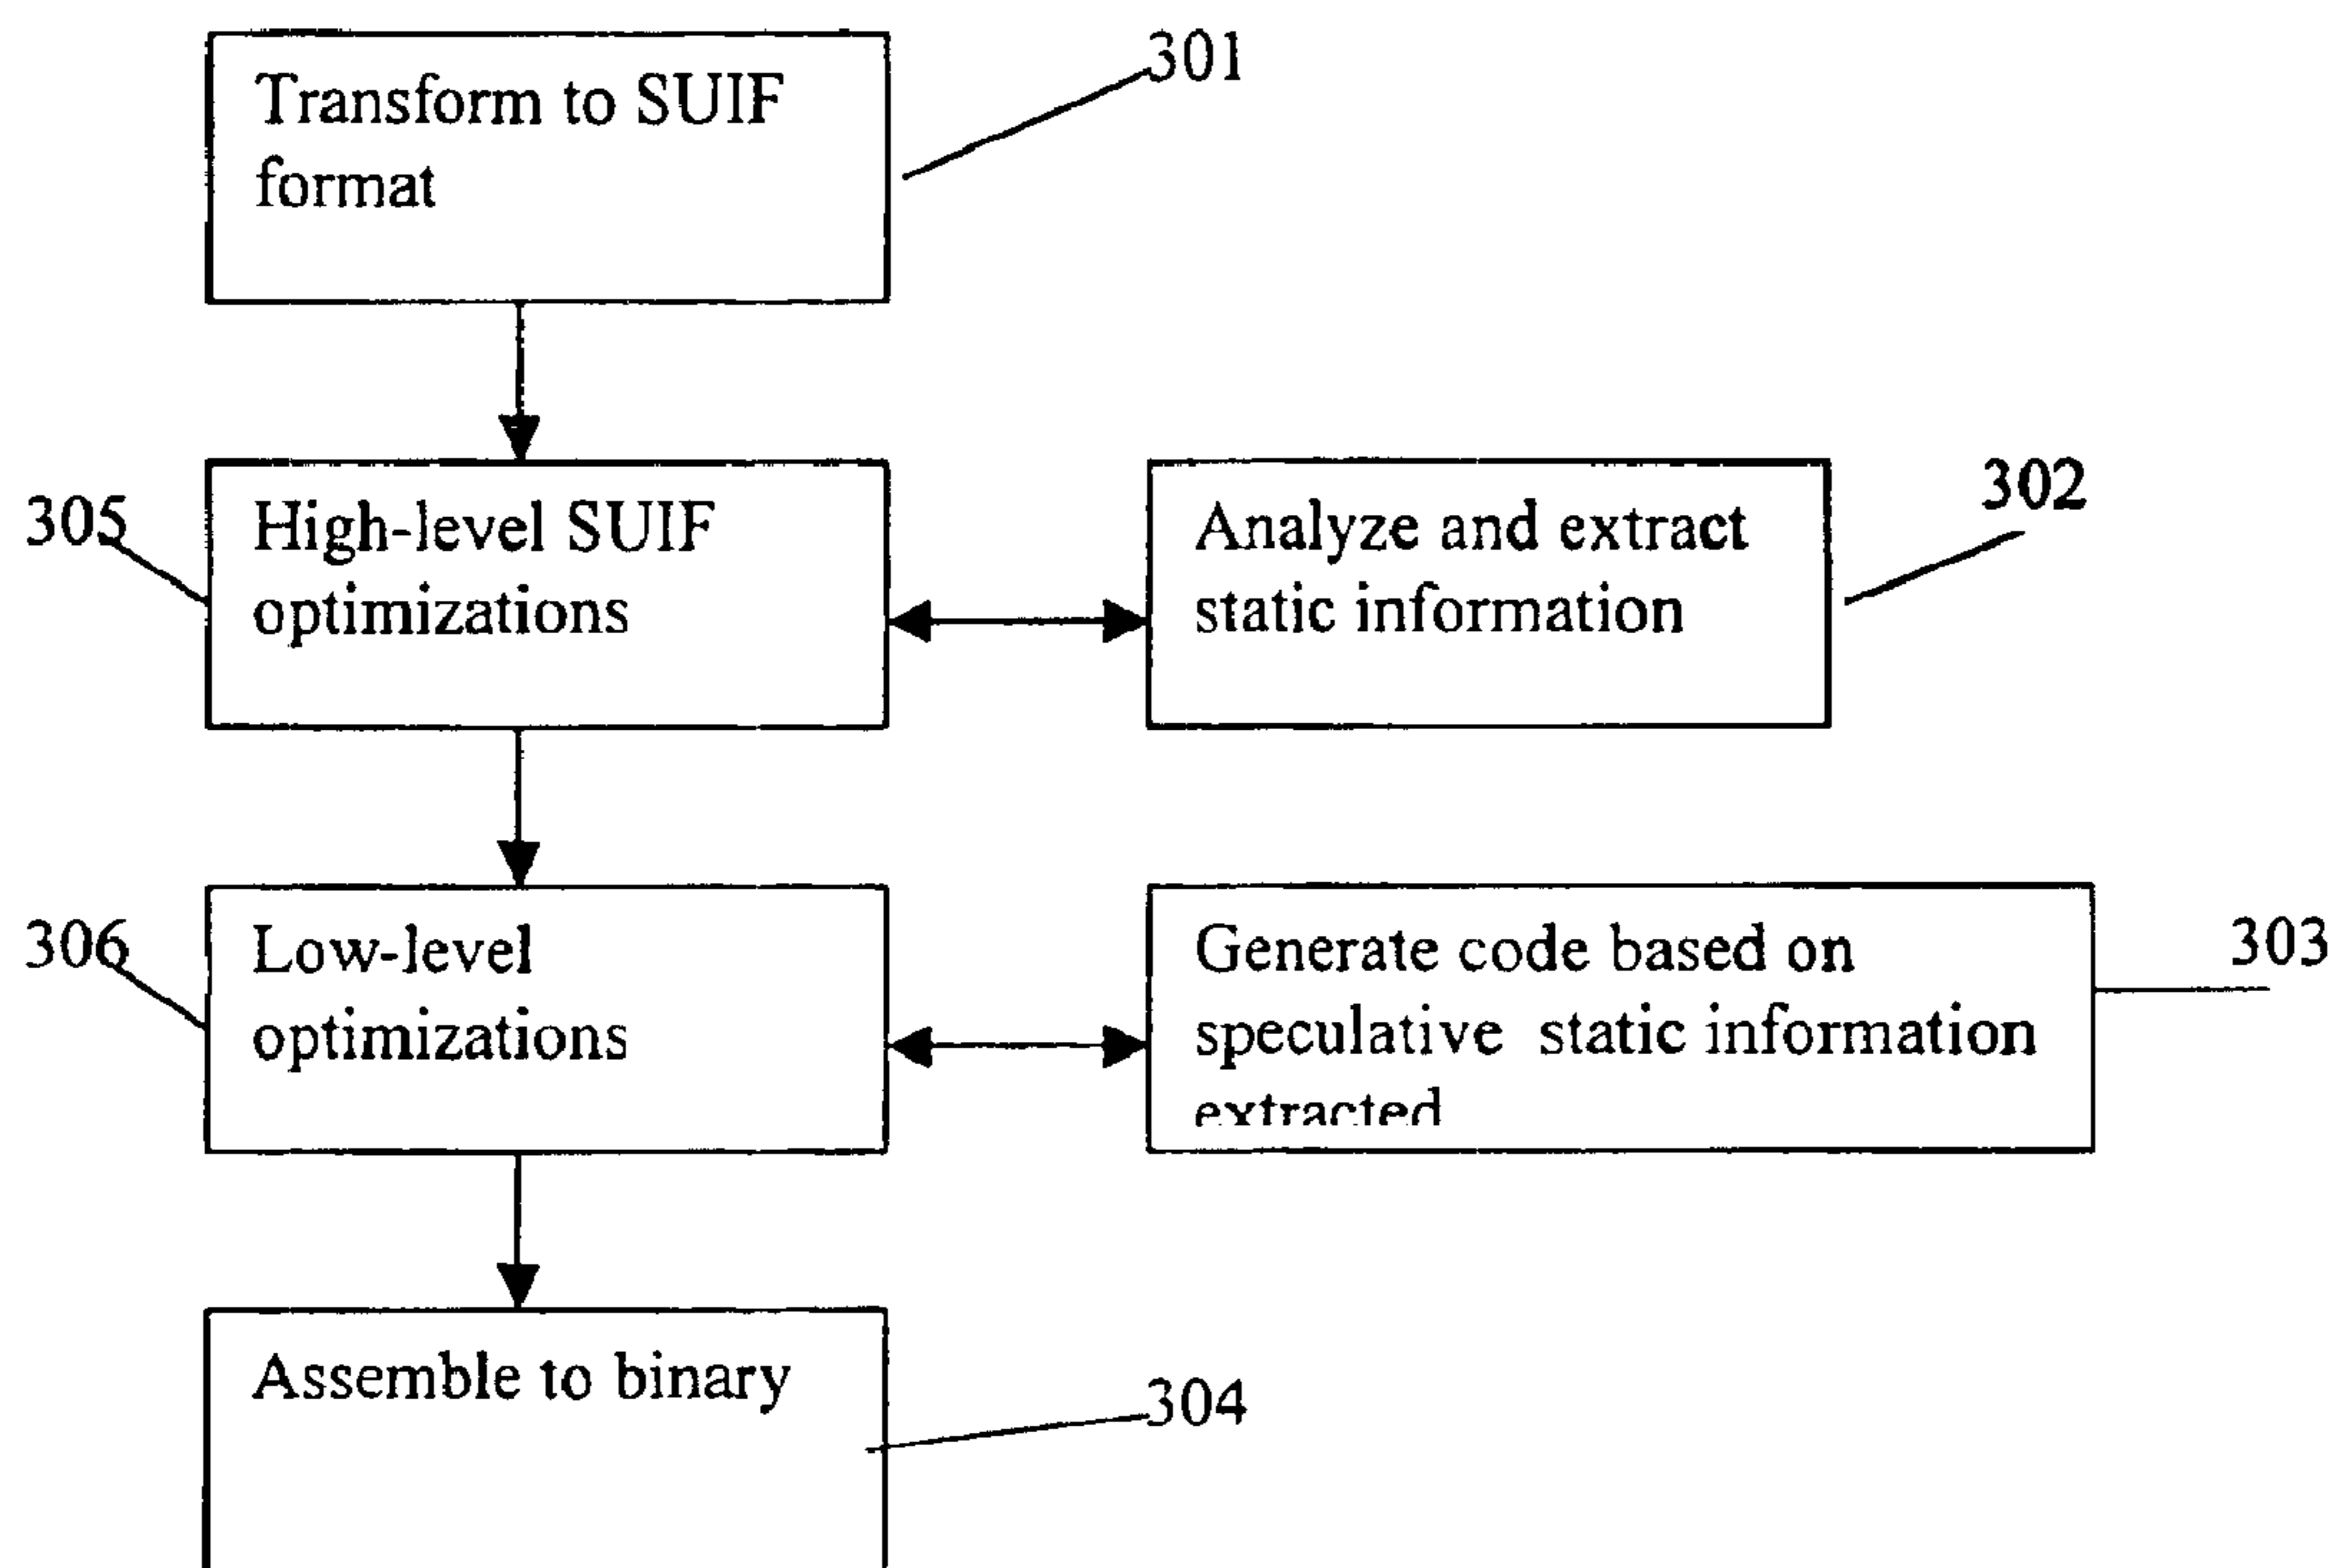 Transform to SUIF
format
301
305
High-level SUIF
optimizations
Analyze and extract
static information
302
306
Low-level
optimizations
Generate code based on
speculative static information
extracted
303
Assemble to binary
304